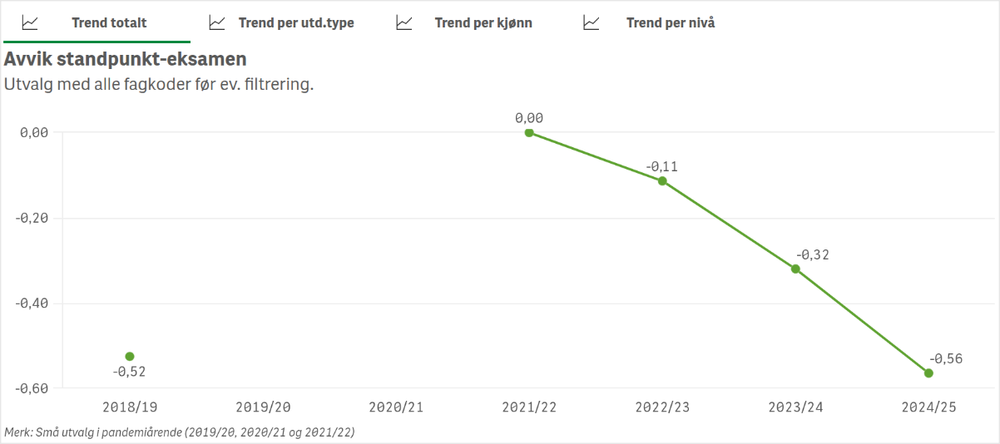 Trend totalt
Trend per utd.type
Trend per kjønn
Trend per nivå
Avvik standpunkt-eksamen
Utvalg med alle fagkoder før ev. filtrering.
0,00
-0,20
-0,40
-0,60
-0,52
0,00
-0,11
-0,32
-0,56
2018/19
2019/20
2020/21
2021/22
2022/23
2023/24
2024/25
Merk: Små utvalg i pandemiårende (2019/20, 2020/21 og 2021/22)